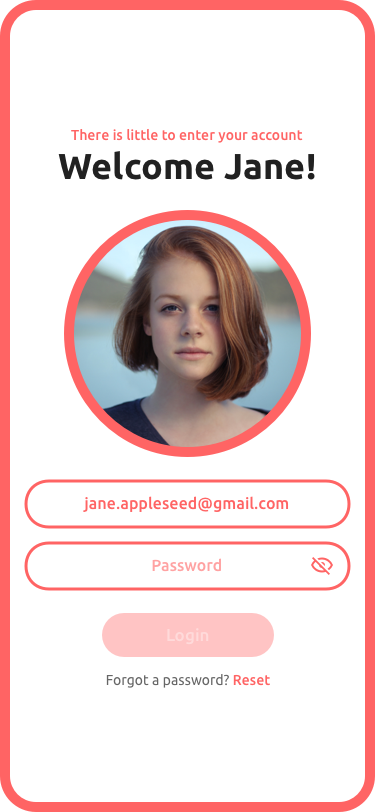 There is little to enter your account
Welcome Jane!
jane.appleseed@gmail.com
Password
Login
Forgot a password? Reset